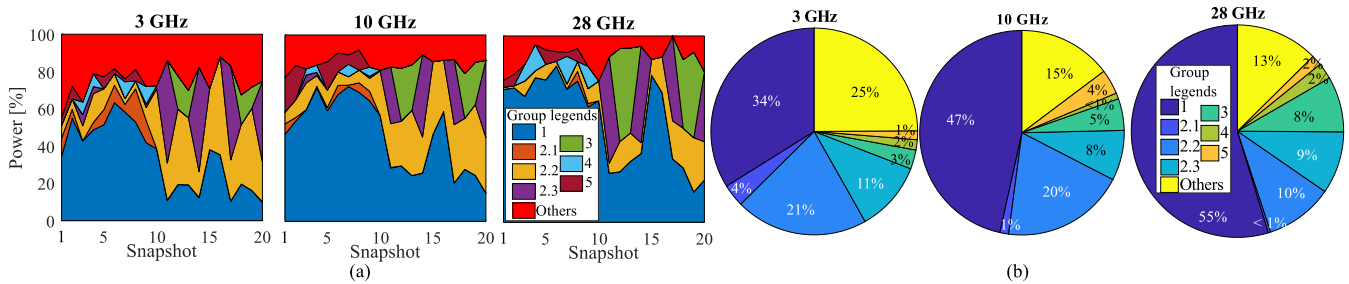 3 GHz
10 GHz
28 GHz
Power [%]
100
80
60
40
20
0
1 5 10 15 20
Snapshot
1 5 10 15 20
Snapshot
1 5 10 15 20
Snapshot
Group legends
1
2.1
2.2
2.3
3
4
5
Others
(a)
3 GHz
34%
25%
1%
2%
3%
11%
21%
4%
10 GHz
47%
15%
4%
<1%
5%
8%
20%
1%
28 GHz
Group
legends
1
2.1
2.2
2.3
3
4
5
Others
13%
2%
2%
8%
9%
10%
< 1%
55%
(b)